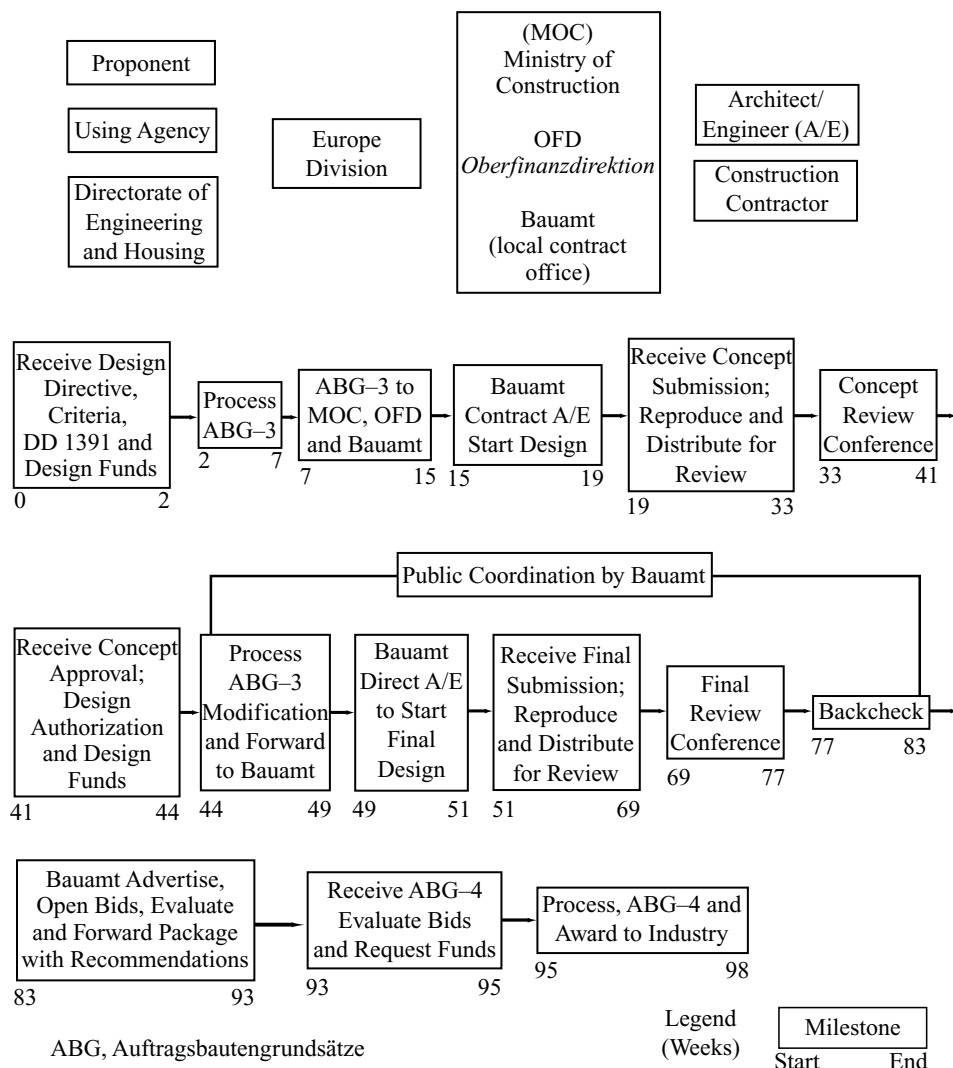 Proponent
Using Agency
Directorate of
Engineering
and Housing
Europe
Division
(MOC)
Ministry of
Construction
OFD
Oberfinanzdirektion
Bauamt
(local contract
office)
Architect/
Engineer (A/E)
Construction
Contractor
Receive Design
Directive,
Criteria,
DD 1391 and
Design Funds
0 2
Process
ABG–3
2 7
ABG–3 to
MOC, OFD
and Bauamt
7 15
Bauamt
Contract A/E
Start Design
15 19
Receive Concept
Submission;
Reproduce and
Distribute for
Review
19 33
Concept
Review
Conference
33 41
Public Coordination by Bauamt
Receive Concept
Approval;
Design
Authorization
and Design
Funds
41 44
Process
ABG–3
Modification
and Forward
to Bauamt
44 49
Bauamt
Direct A/E
to Start
Final
Design
49 51
Receive Final
Submission;
Reproduce
and Distribute
for Review
51 69
Final
Review
Conference
69 77
Backcheck
77 83
Bauamt Advertise,
Open Bids, Evaluate
and Forward Package
with Recommendations
83 93
Receive ABG–4
Evaluate Bids
and Request Funds
93 95
Process, ABG–4 and
Award to Industry
95 98
ABG, Auftragsbautengrundsätze
Legend
(Weeks)
Milestone
Start End